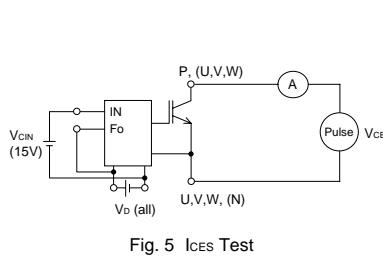 P, (U,V,W)
A
IN
Fo
VCIN
(15V)
Pulse
VCE
U,V,W, (N)
VD (all)
Fig. 5 ICES Test